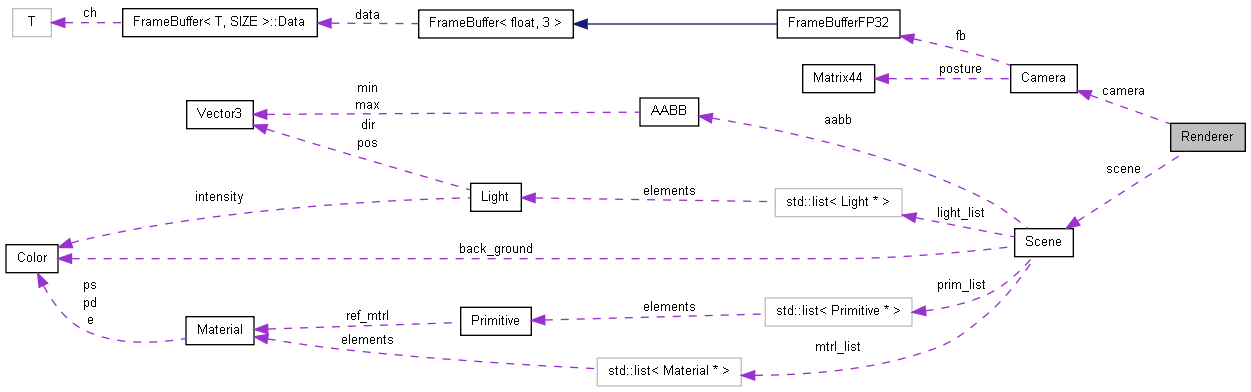 T
ch
FrameBuffer< T, SIZE >::Data
data
FrameBuffer< float, 3 >
FrameBufferFP32
fb
Matrix44
posture
Camera
camera
Renderer
Vector3
min
max
dir
pos
AABB
aabb
scene
intensity
Light
elements
std::list< Light * >
light_list
Scene
Color
back_ground
ps
pd
e
Material
ref_mtrl
elements
Primitive
elements
std::list< Primitive * >
prim_list
std::list< Material * >
mtrl_list